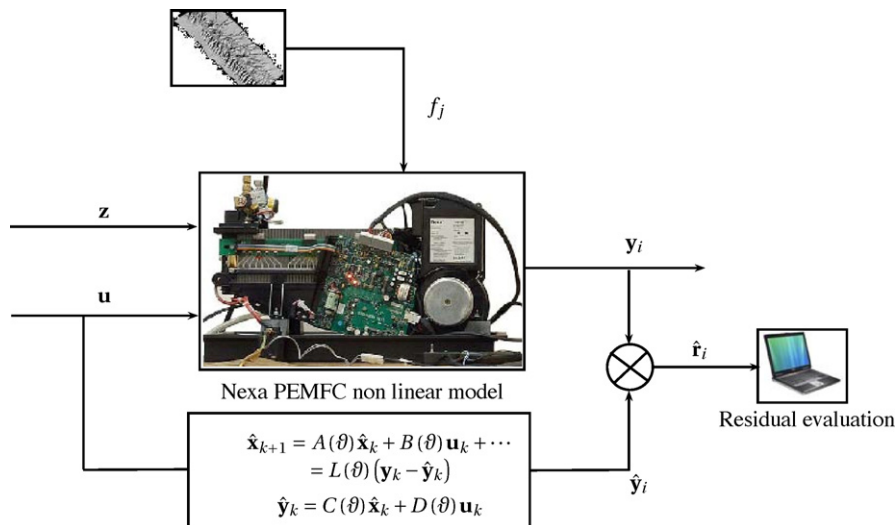 f_j
z
y_i
u
r̂_i
Nexa PEMFC non linear model
Residual evaluation
x̂_{k+1} = A(ϑ)x̂_k + B(ϑ)u_k + ⋯
= L(ϑ)(y_k − ŷ_k)
ŷ_i
ŷ_k = C(ϑ)x̂_k + D(ϑ)u_k